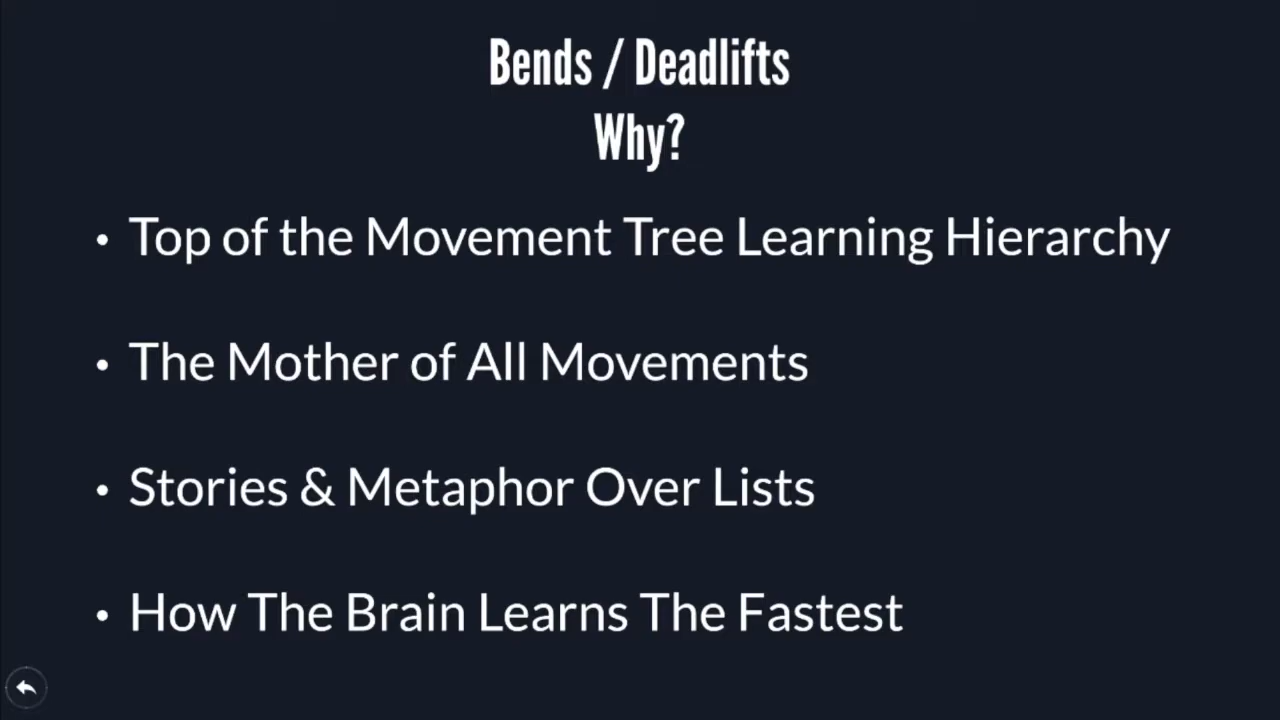 Bends / Deadlifts
Why?
• Top of the Movement Tree Learning Hierarchy
• The Mother of All Movements
• Stories & Metaphor Over Lists
• How The Brain Learns The Fastest